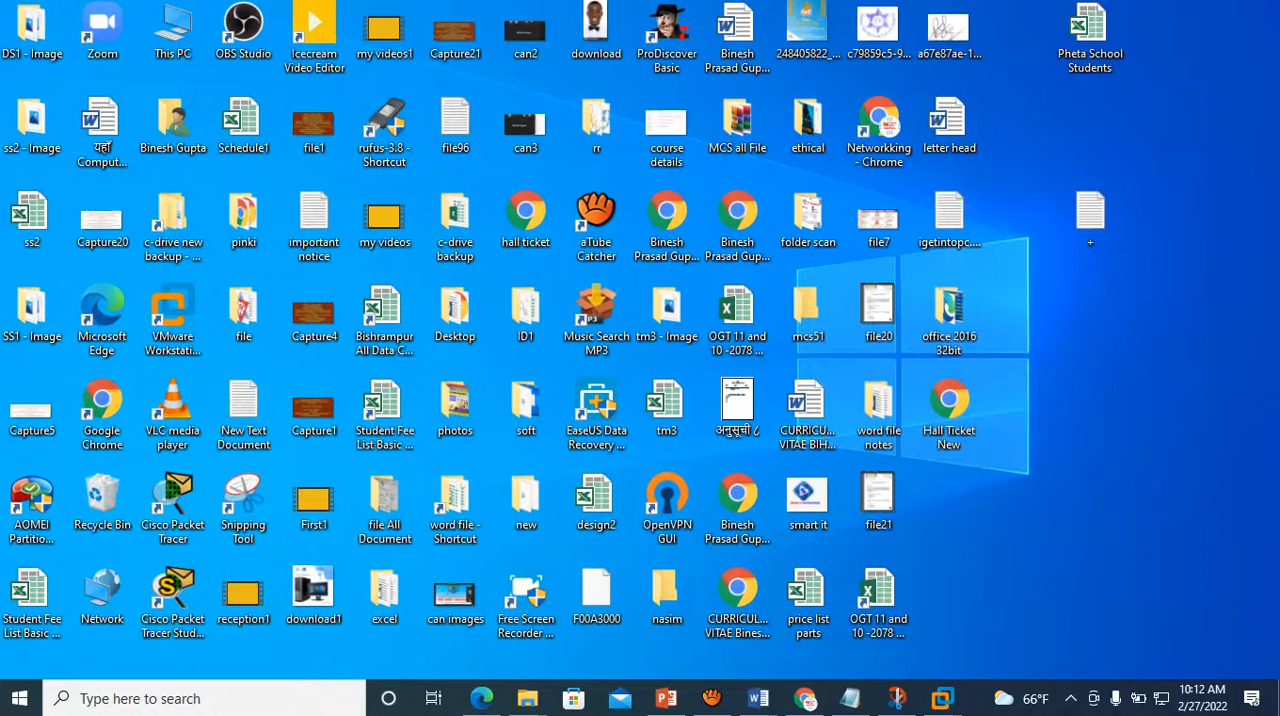 DS1 - Image
Zoom
This PC
OBS Studio
Icecream
Video Editor
my videos1
Capture21
can2
download
ProDiscover
Basic
Binesh
Prasad Gup...
248405822_...
c79859c5-9...
a67e87ae-1...
Pheta School
Students
ss2 - Image
यहाँ
Comput...
Binesh Gupta
Schedule1
file1
rufus-3.8 -
Shortcut
file96
can3
rr
course
details
MCS all File
ethical
Networkking
- Chrome
letter head
ss2
Capture20
c-drive new
backup - ...
pinki
important
notice
my videos
c-drive
backup
hall ticket
aTube
Catcher
Binesh
Prasad Gup...
Binesh
Prasad Gup...
folder scan
file7
igetintopc....
+
SS1 - Image
Microsoft
Edge
VMware
Workstati...
file
Capture4
Bishrampur
All Data C...
Desktop
ID1
Music Search
MP3
tm3 - Image
OGT 11 and
10 -2078 ...
mcs51
file20
office 2016
32bit
Capture5
Google
Chrome
VLC media
player
New Text
Document
Capture1
Student Fee
List Basic ...
photos
soft
EaseUS Data
Recovery ...
tm3
अनुसूची ८
CURRICUL...
VITAE BIH...
word file
notes
Hall Ticket
New
AOMEI
Partitio...
Recycle Bin
Cisco Packet
Tracer
Snipping
Tool
First1
file All
Document
word file -
Shortcut
new
design2
OpenVPN
GUI
Binesh
Prasad Gup...
smart it
file21
Student Fee
List Basic ...
Network
Cisco Packet
Tracer Stud...
reception1
download1
excel
can images
Free Screen
Recorder ...
F00A3000
nasim
CURRICUL...
VITAE Bines...
price list
parts
OGT 11 and
10 -2078 ...
Type here to search
66°F
10:12 AM
2/27/2022